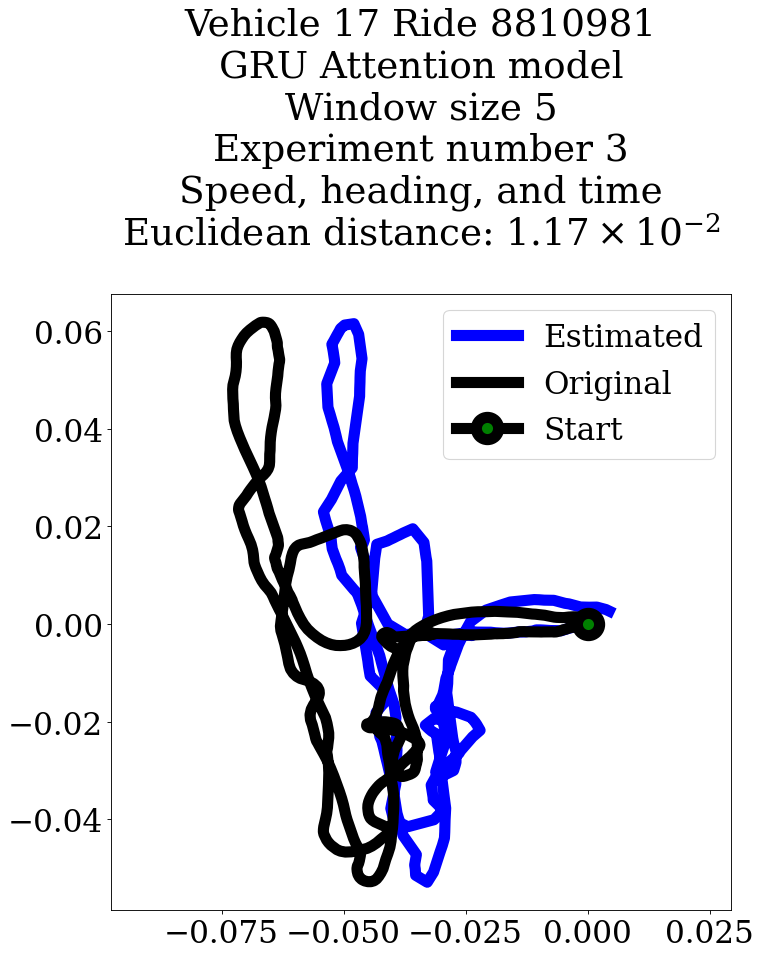 Vehicle 17 Ride 8810981
GRU Attention model
Window size 5
Experiment number 3
Speed, heading, and time
Euclidean distance: 1.17 × 10⁻²
Estimated
Original
Start
0.06
0.04
0.02
0.00
−0.02
−0.04
−0.075 −0.050 −0.025 0.000 0.025